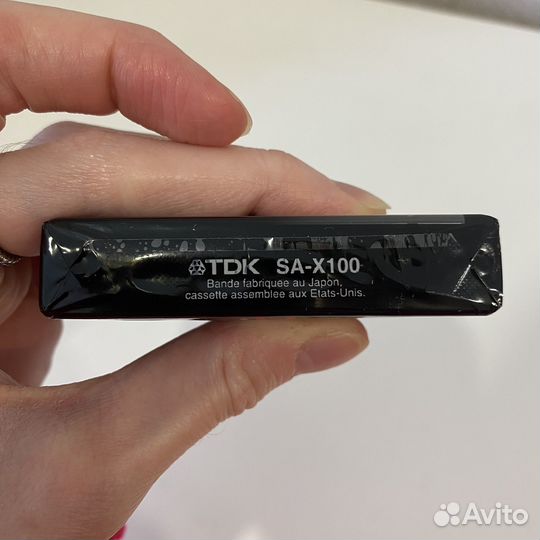 TDK SA-X100
Bande fabriquee au Japon,
cassette assemblee aux Etats-Unis.
Avito